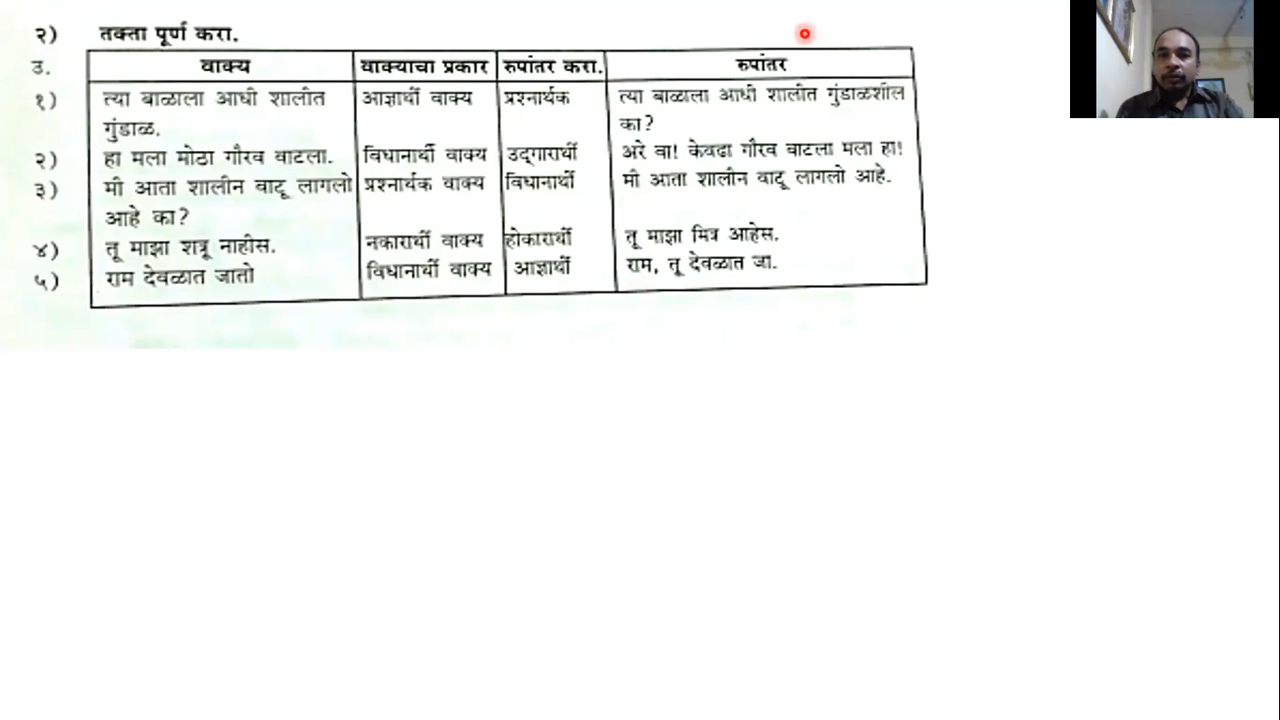 २) तक्ता पूर्ण करा.
उ. वाक्य वाक्याचा प्रकार रुपांतर करा. रुपांतर
१) त्या बाळाला आधी शालीत आज्ञार्थी वाक्य प्रश्नार्थक त्या बाळाला आधी शालीत गुंडाळशील
गुंडाळ. का?
२) हा मला मोठा गौरव वाटला. विधानार्थी वाक्य उद्‌गारार्थी अरे वा! केवढा गौरव वाटला मला हा!
३) मी आता शालीन वाटू लागलो प्रश्नार्थक वाक्य विधानार्थी मी आता शालीन वाटू लागलो आहे.
आहे का?
४) तू माझा शत्रू नाहीस. नकारार्थी वाक्य होकारार्थी तू माझा मित्र आहेस.
५) राम देवळात जातो विधानार्थी वाक्य आज्ञार्थी राम, तू देवळात जा.